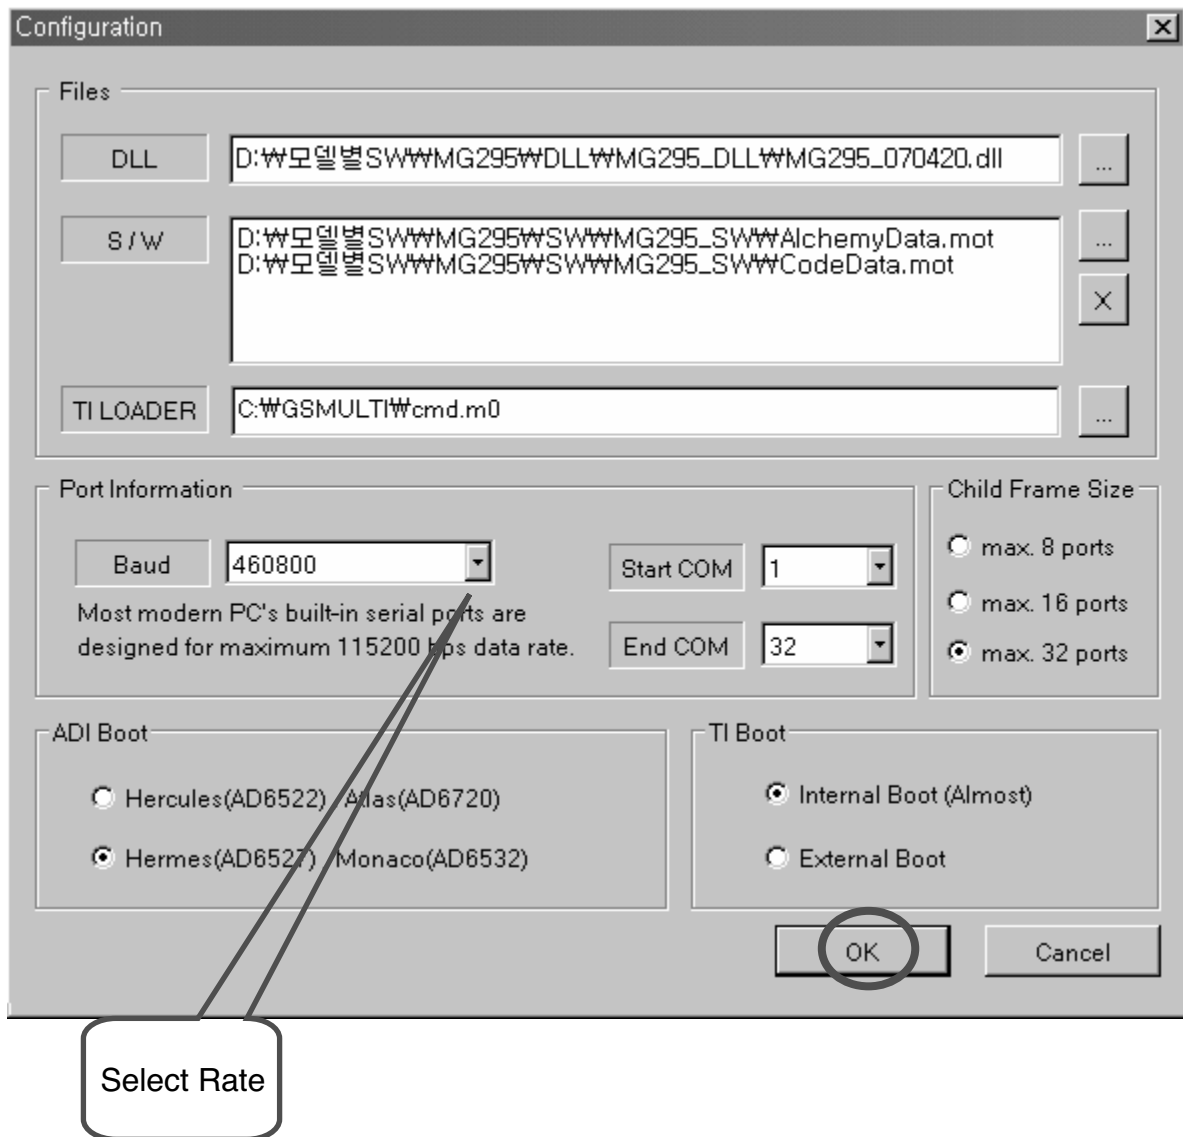 Configuration
Files
DLL
D:₩모델별SW₩MG295₩DLL₩MG295_DLL₩MG295_070420.dll
...
S / W
D:₩모델별SW₩MG295₩SW₩MG295_SW₩AlchemyData.mot
D:₩모델별SW₩MG295₩SW₩MG295_SW₩CodeData.mot
...
X
TI LOADER
C:₩GSMULTI₩cmd.m0
...
Port Information
Baud
460800
Most modern PC's built-in serial ports are
designed for maximum 115200 bps data rate.
Start COM
1
End COM
32
Child Frame Size
max. 8 ports
max. 16 ports
max. 32 ports
ADI Boot
Hercules(AD6522) / Atlas(AD6720)
Hermes(AD6527) / Monaco(AD6532)
TI Boot
Internal Boot (Almost)
External Boot
OK
Cancel
Select Rate